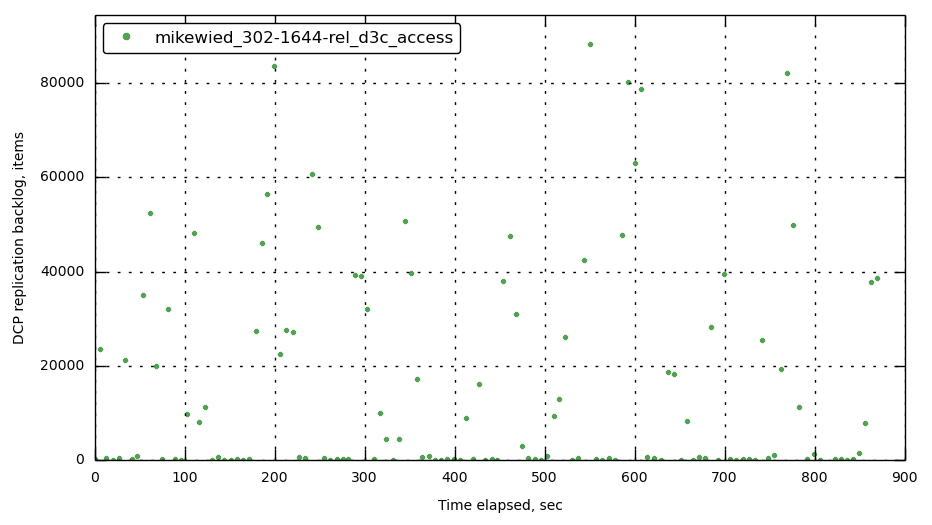 mikewied_302-1644-rel_d3c_access
80000
60000
40000
20000
0
DCP replication backlog, items
0 100 200 300 400 500 600 700 800 900
Time elapsed, sec